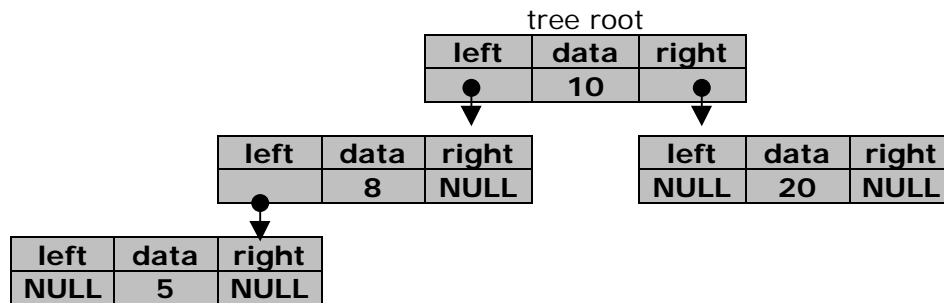 tree root
left data right
10
left data right
8 NULL
left data right
NULL 20 NULL
left data right
NULL 5 NULL